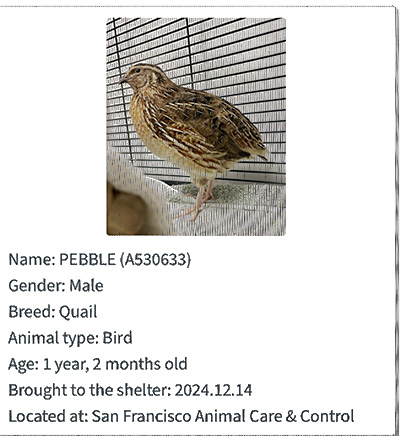 Name: PEBBLE (A530633)
Gender: Male
Breed: Quail
Animal type: Bird
Age: 1 year, 2 months old
Brought to the shelter: 2024.12.14
Located at: San Francisco Animal Care & Control